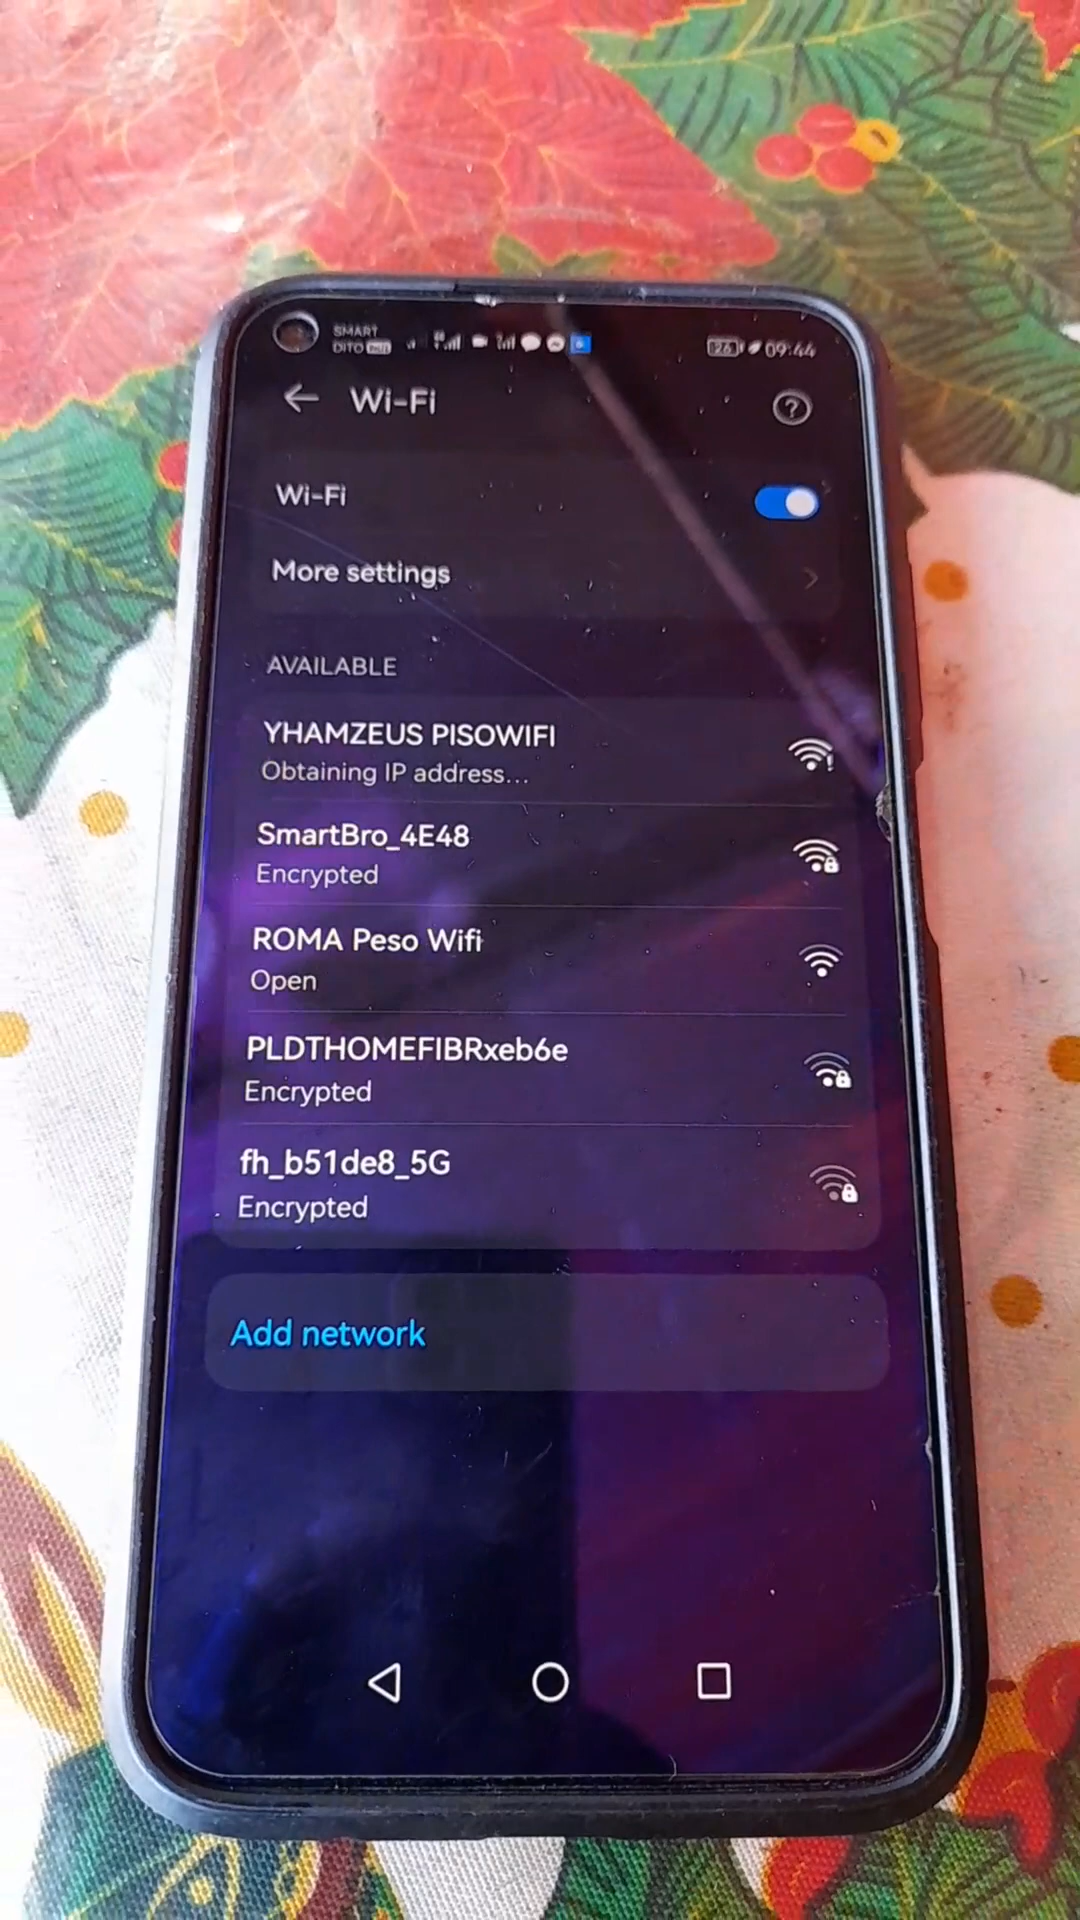 SMART
DITO
26 09:44
Wi-Fi
Wi-Fi
More settings
AVAILABLE
YHAMZEUS PISOWIFI
Obtaining IP address...
SmartBro_4E48
Encrypted
ROMA Peso Wifi
Open
PLDTHOMEFIBRxeb6e
Encrypted
fh_b51de8_5G
Encrypted
Add network